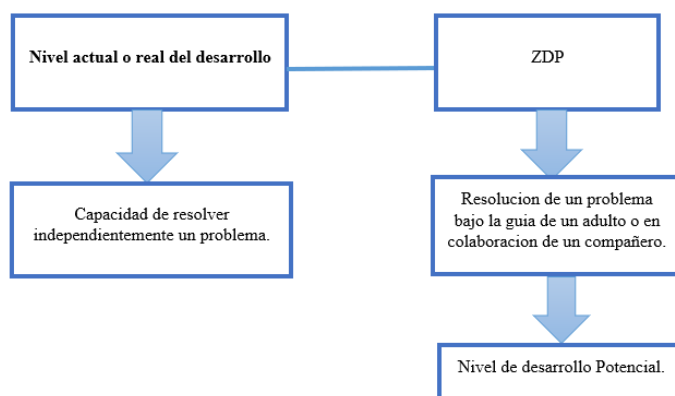 Nivel actual o real del desarrollo
ZDP
Capacidad de resolver
independientemente un problema.
Resolucion de un problema
bajo la guia de un adulto o en
colaboracion de un compañero.
Nivel de desarrollo Potencial.